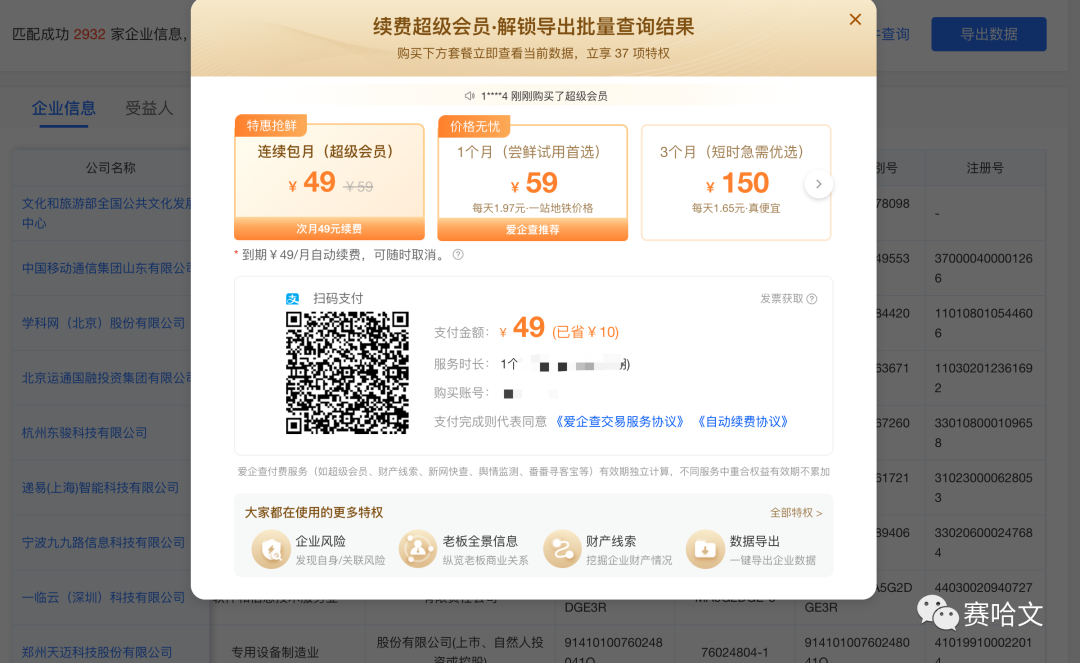 匹配成功 2932 家企业信息,
查询
导出数据
企业信息
受益人
公司名称
别号
注册号
文化和旅游部全国公共文化发展
中心
78098
-
中国移动通信集团山东有限公司
49553
37000040000126
6
学科网（北京）股份有限公司
84420
11010801054460
6
北京运通国融投资集团有限公司
63671
11030201236169
2
杭州东骏科技有限公司
67260
33010800010965
8
递易(上海)智能科技有限公司
61721
31023000062805
3
宁波九九路信息科技有限公司
89406
33020600024768
4
一临云（深圳）科技有限公司
DGE3R
A5G2D
GE3R
44030020940727
郑州天迈科技股份有限公司
专用设备制造业
股份有限公司(上市、自然人投
91410100760248
76024804-1
914101007602480
41019910002201
续费超级会员·解锁导出批量查询结果
购买下方套餐立即查看当前数据，立享 37 项特权
1****4 刚刚购买了超级会员
特惠抢鲜
连续包月（超级会员）
¥ 49 ¥59
次月49元续费
价格无忧
1个月（尝鲜试用首选）
¥ 59
每天1.97元·一站地铁价格
爱企查推荐
3个月（短时急需优选）
¥ 150
每天1.65元·真便宜
* 到期¥49/月自动续费，可随时取消。
扫码支付
发票获取
支付金额： ¥ 49 (已省¥10)
服务时长： 1个
购买账号：
支付完成则代表同意 《爱企查交易服务协议》 《自动续费协议》
爱企查付费服务（如超级会员、财产线索、新网快查、舆情监测、番番寻客宝等）有效期独立计算，不同服务中重合权益有效期不累加
大家都在使用的更多特权
全部特权 >
企业风险
发现自身/关联风险
老板全景信息
纵览老板商业关系
财产线索
挖掘企业财产情况
数据导出
一键导出企业数据
赛哈文